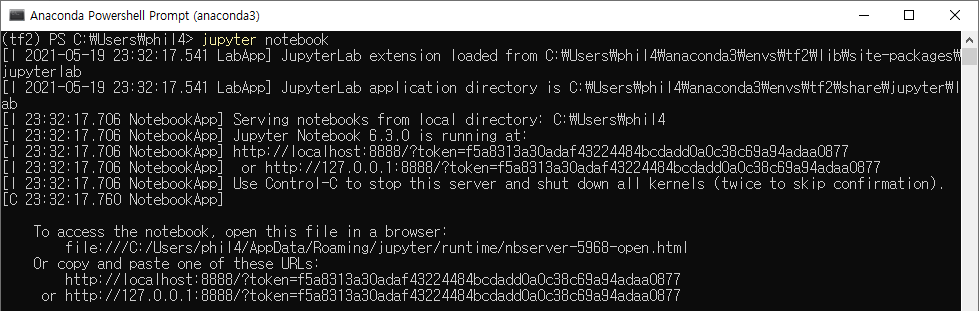 Anaconda Powershell Prompt (anaconda3)
(tf2) PS C:₩Users₩phil4> jupyter notebook
[I 2021-05-19 23:32:17.541 LabApp] JupyterLab extension loaded from C:₩Users₩phil4₩anaconda3₩envs₩tf2₩lib₩site-packages₩
jupyterlab
[I 2021-05-19 23:32:17.541 LabApp] JupyterLab application directory is C:₩Users₩phil4₩anaconda3₩envs₩tf2₩share₩jupyter₩l
ab
[I 23:32:17.706 NotebookApp] Serving notebooks from local directory: C:₩Users₩phil4
[I 23:32:17.706 NotebookApp] Jupyter Notebook 6.3.0 is running at:
[I 23:32:17.706 NotebookApp] http://localhost:8888/?token=f5a8313a30adaf43224484bcdadd0a0c38c69a94adaa0877
[I 23:32:17.706 NotebookApp]  or http://127.0.0.1:8888/?token=f5a8313a30adaf43224484bcdadd0a0c38c69a94adaa0877
[I 23:32:17.706 NotebookApp] Use Control-C to stop this server and shut down all kernels (twice to skip confirmation).
[C 23:32:17.760 NotebookApp]
To access the notebook, open this file in a browser:
file:///C:/Users/phil4/AppData/Roaming/jupyter/runtime/nbserver-5968-open.html
Or copy and paste one of these URLs:
http://localhost:8888/?token=f5a8313a30adaf43224484bcdadd0a0c38c69a94adaa0877
or http://127.0.0.1:8888/?token=f5a8313a30adaf43224484bcdadd0a0c38c69a94adaa0877